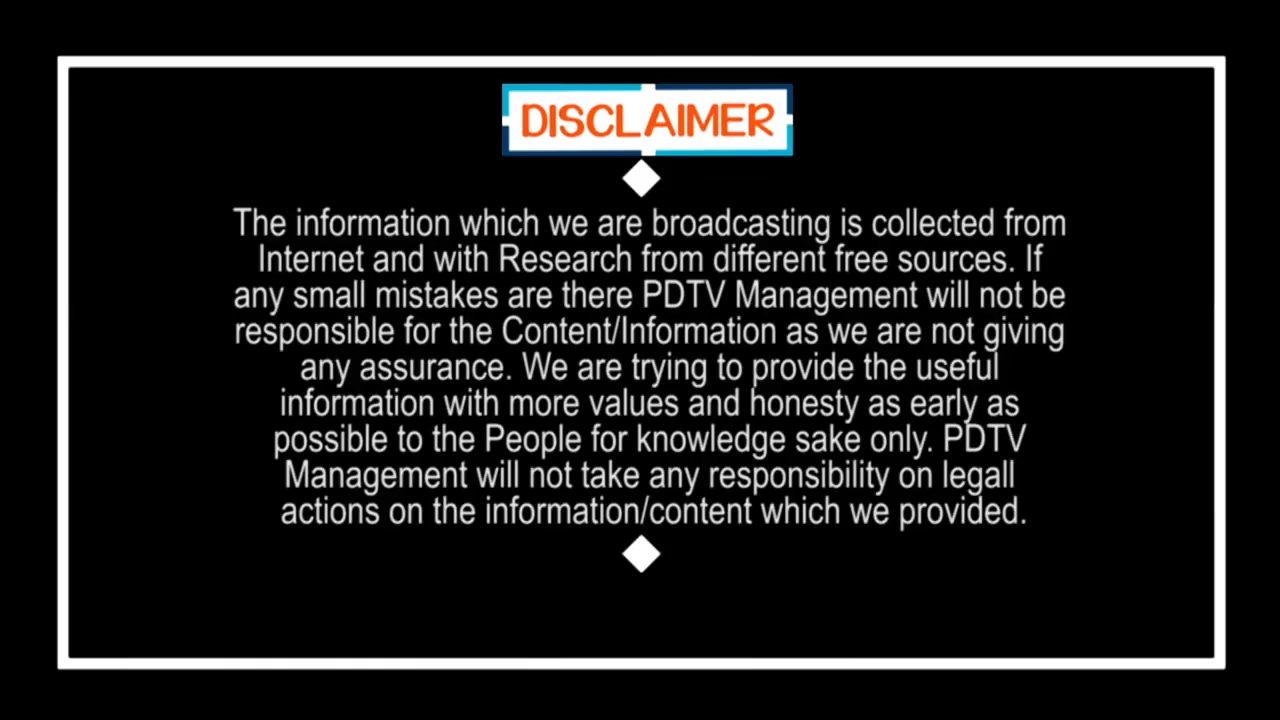 DISCLAIMER
The information which we are broadcasting is collected from
Internet and with Research from different free sources. If
any small mistakes are there PDTV Management will not be
responsible for the Content/Information as we are not giving
any assurance. We are trying to provide the useful
information with more values and honesty as early as
possible to the People for knowledge sake only. PDTV
Management will not take any responsibility on legall
actions on the information/content which we provided.